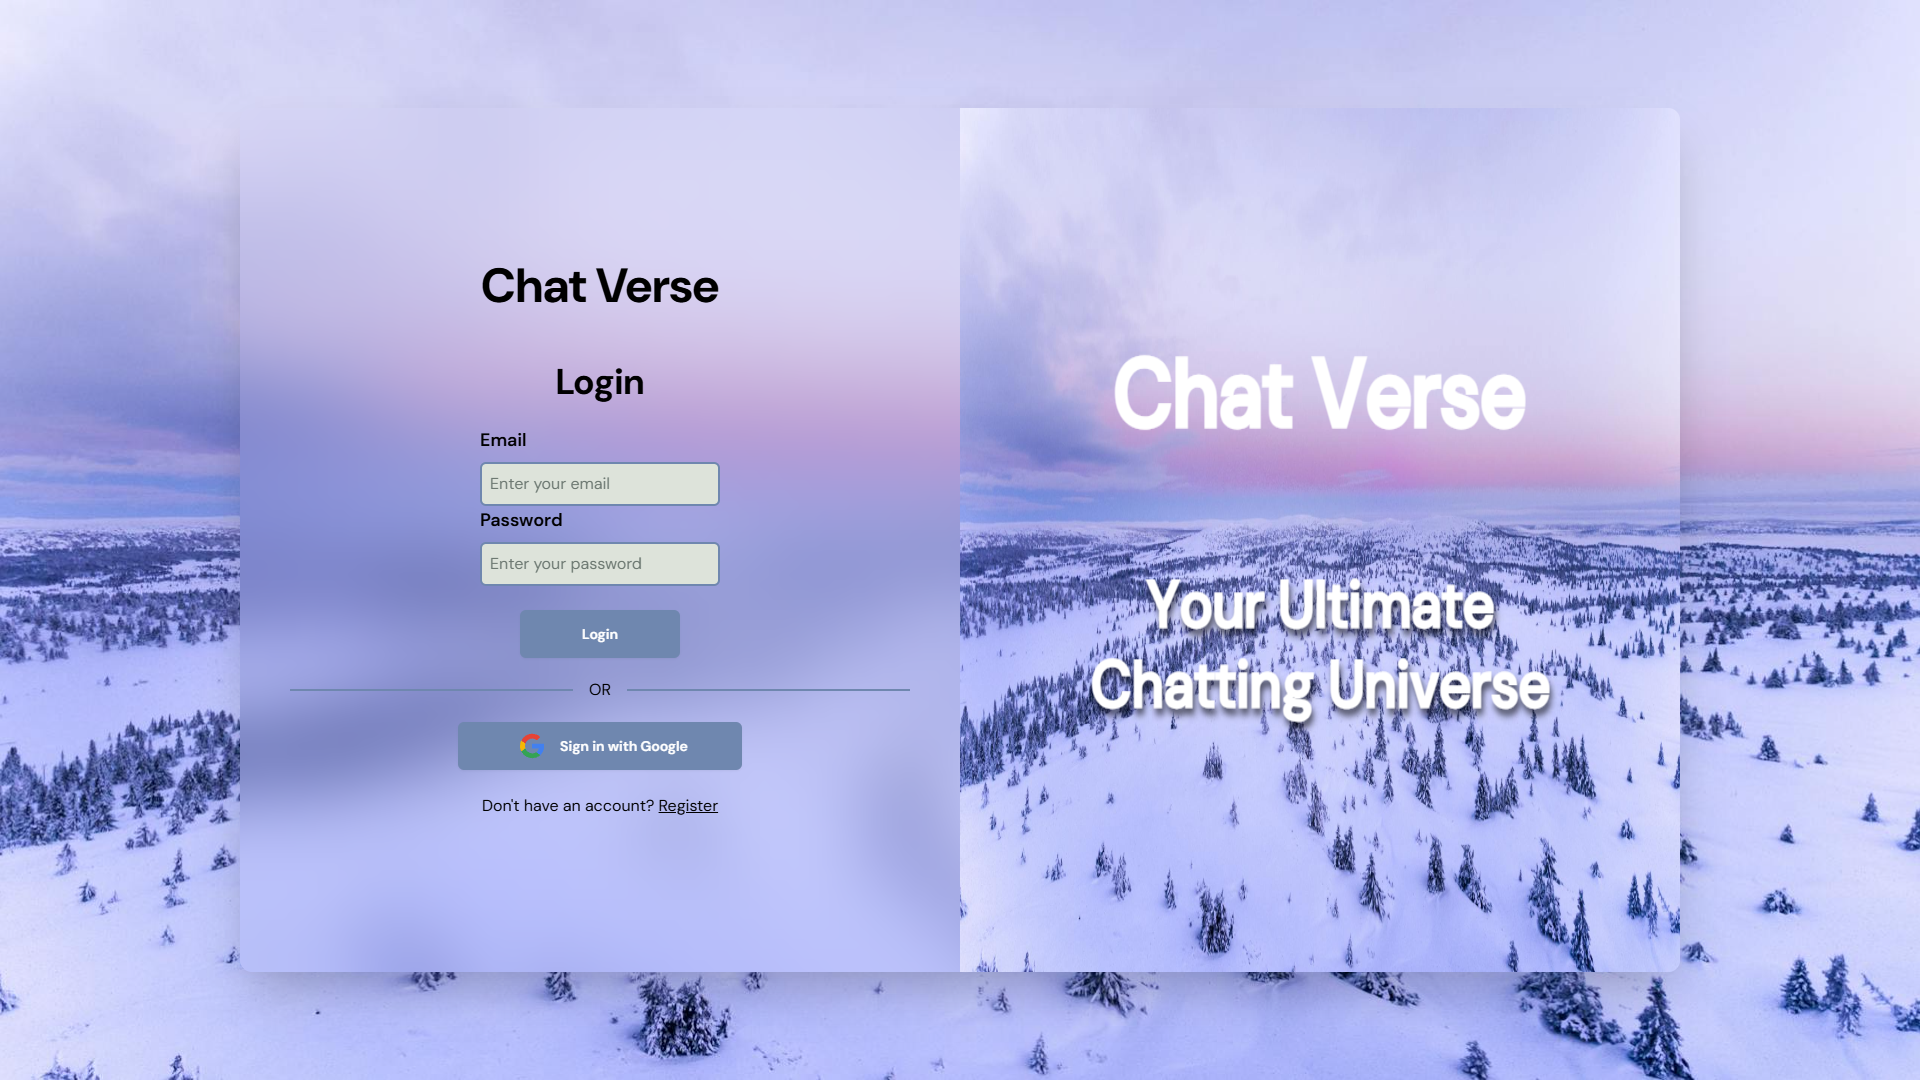 Chat Verse
Login
Email
Enter your email
Password
Enter your password
Login
OR
Sign in with Google
Don't have an account? Register
Chat Verse
Your Ultimate
Chatting Universe